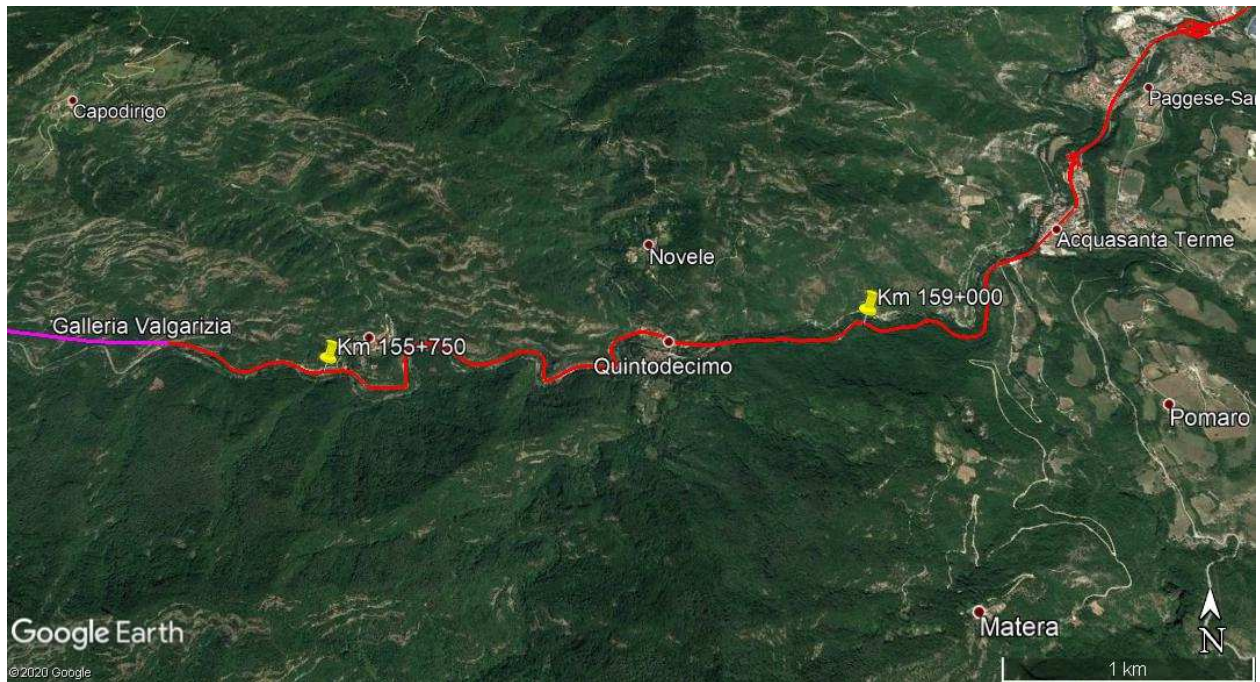 Capodirigo
Paggese-Sar
Acquasanta Terme
Novele
Km 159+000
Galleria Valgarizia
Km 155+750
Quintodecimo
Pomaro
Matera
Google Earth
N
©2020 Google
1 km